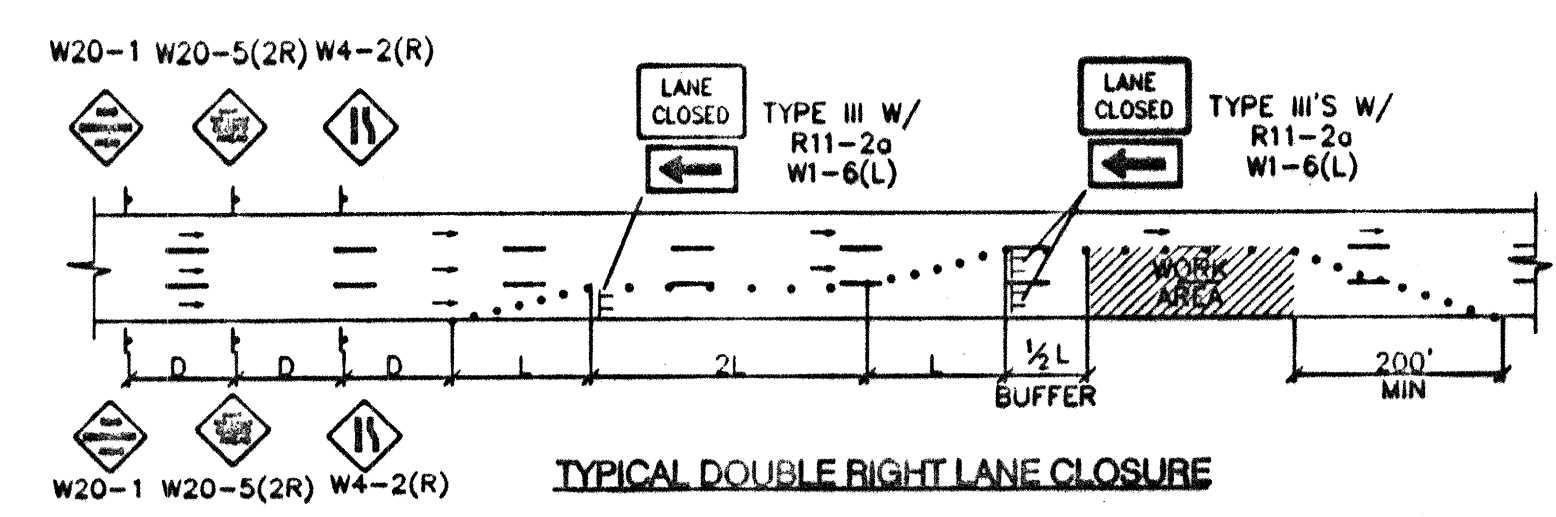 W20-1 W20-5(2R) W4-2(R)
LANE
CLOSED
TYPE III W/
R11-2a
W1-6(L)
LANE
CLOSED
TYPE III'S W/
R11-2a
W1-6(L)
WORK
AREA
D D D L 2L L 1/2 L
BUFFER
200'
MIN
W20-1 W20-5(2R) W4-2(R)
TYPICAL DOUBLE RIGHT LANE CLOSURE